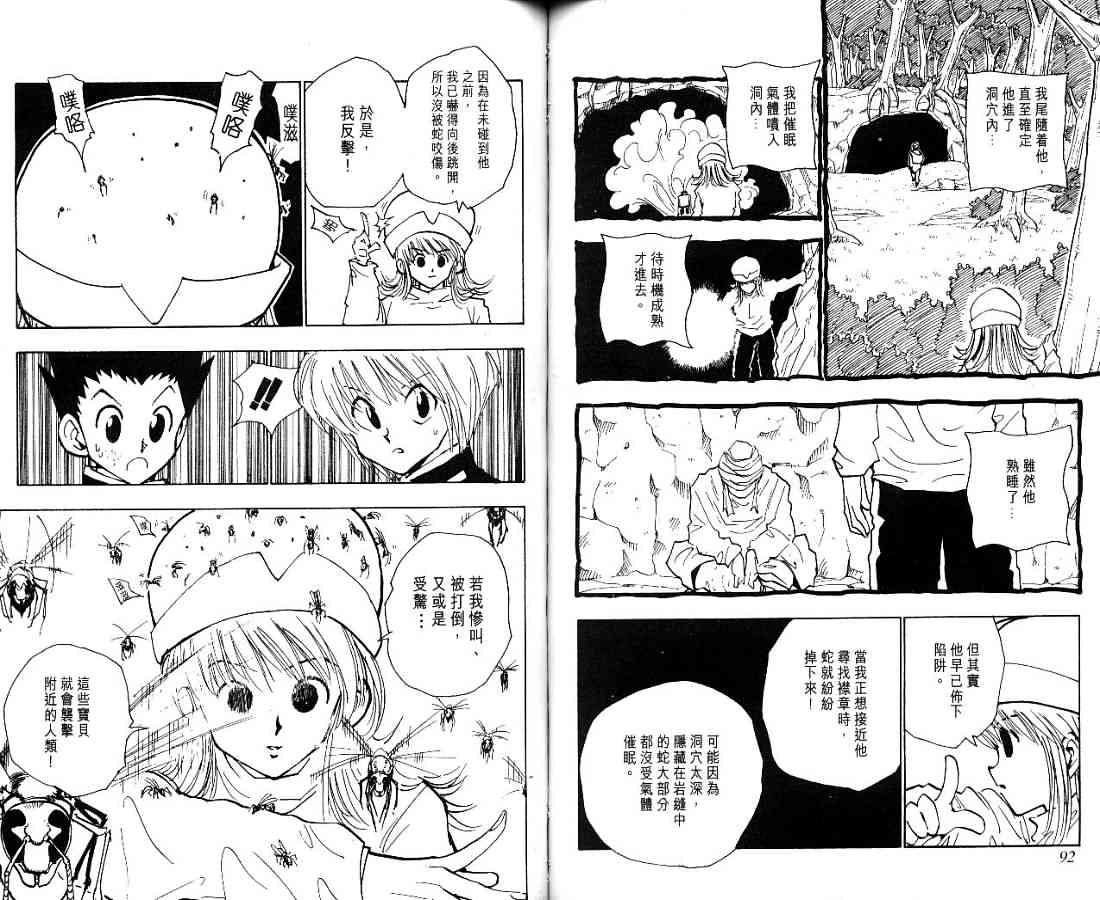 我尾隨着他
直至確定
他進了
洞穴內…
我把催眠
氣體噴入
洞內…
待時機成熟
才進去。
雖然他
熟睡了…
但其實
他早已佈下
陷阱。
當我正想接近他
尋找襟章時，
蛇就紛紛
掉下來！
可能因為
洞穴太深，
隱藏在岩縫中
的蛇大部分
都沒受氣體
催眠。
92
因為在未碰到他
之前，
我已嚇得向後跳開，
所以沒被蛇咬傷。
於是，
我反擊！
噗滋
噗咯
噗咯
!!
若我慘叫、
被打倒，
又或是
受驚…
這些寶貝
就會襲擊
附近的人類！